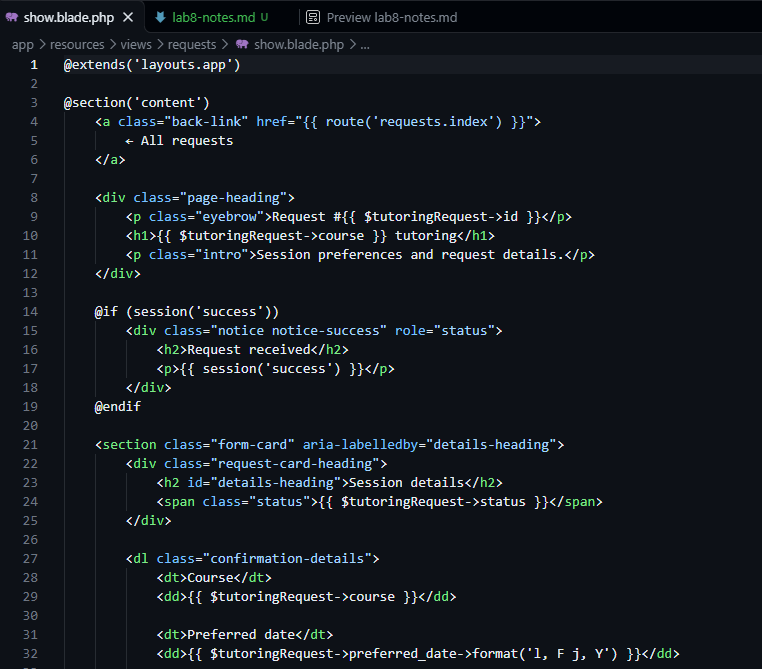 show.blade.php × lab8-notes.md U Preview lab8-notes.md
app > resources > views > requests > show.blade.php > ...
1 @extends('layouts.app')
2
3 @section('content')
4     <a class="back-link" href="{{ route('requests.index') }}">
5         ← All requests
6     </a>
7
8     <div class="page-heading">
9         <p class="eyebrow">Request #{{ $tutoringRequest->id }}</p>
10         <h1>{{ $tutoringRequest->course }} tutoring</h1>
11         <p class="intro">Session preferences and request details.</p>
12     </div>
13
14     @if (session('success'))
15         <div class="notice notice-success" role="status">
16             <h2>Request received</h2>
17             <p>{{ session('success') }}</p>
18         </div>
19     @endif
20
21     <section class="form-card" aria-labelledby="details-heading">
22         <div class="request-card-heading">
23             <h2 id="details-heading">Session details</h2>
24             <span class="status">{{ $tutoringRequest->status }}</span>
25         </div>
26
27         <dl class="confirmation-details">
28             <dt>Course</dt>
29             <dd>{{ $tutoringRequest->course }}</dd>
30
31             <dt>Preferred date</dt>
32             <dd>{{ $tutoringRequest->preferred_date->format('l, F j, Y') }}</dd>